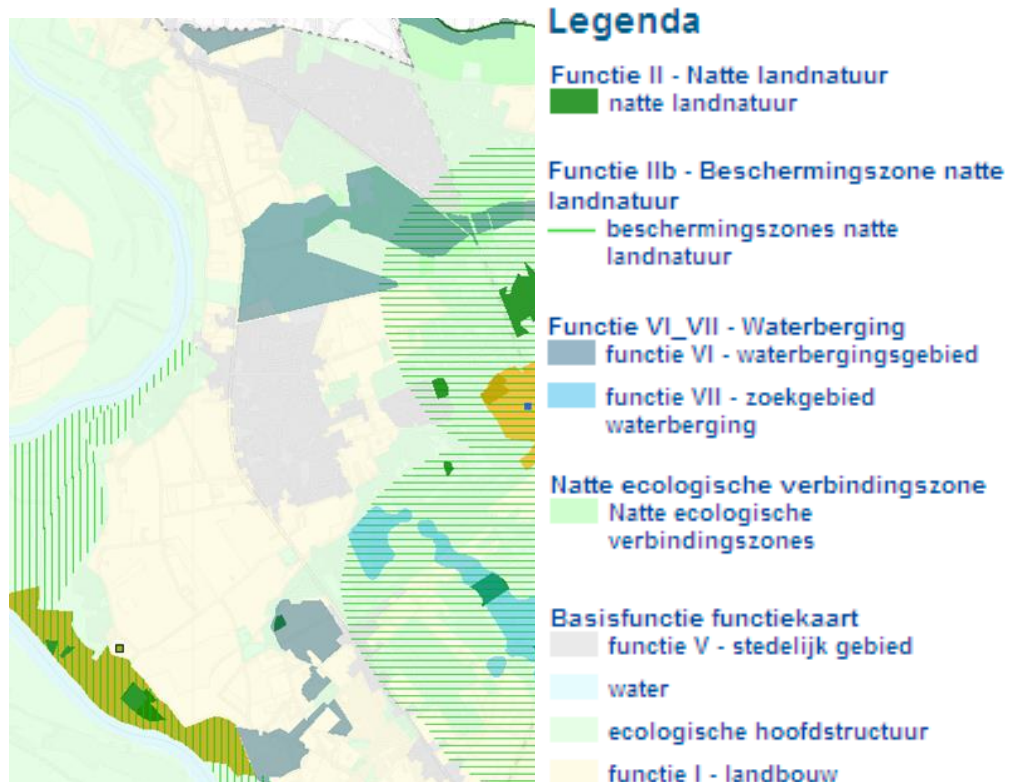 Legenda
Functie II - Natte landnatuur
natte landnatuur
Functie IIb - Beschermingszone natte
landnatuur
beschermingszones natte
landnatuur
Functie VI_VII - Waterberging
functie VI - waterbergingsgebied
functie VII - zoekgebied
waterberging
Natte ecologische verbindingszone
Natte ecologische
verbindingszones
Basisfunctie functiekaart
functie V - stedelijk gebied
water
ecologische hoofdstructuur
functie I - landbouw